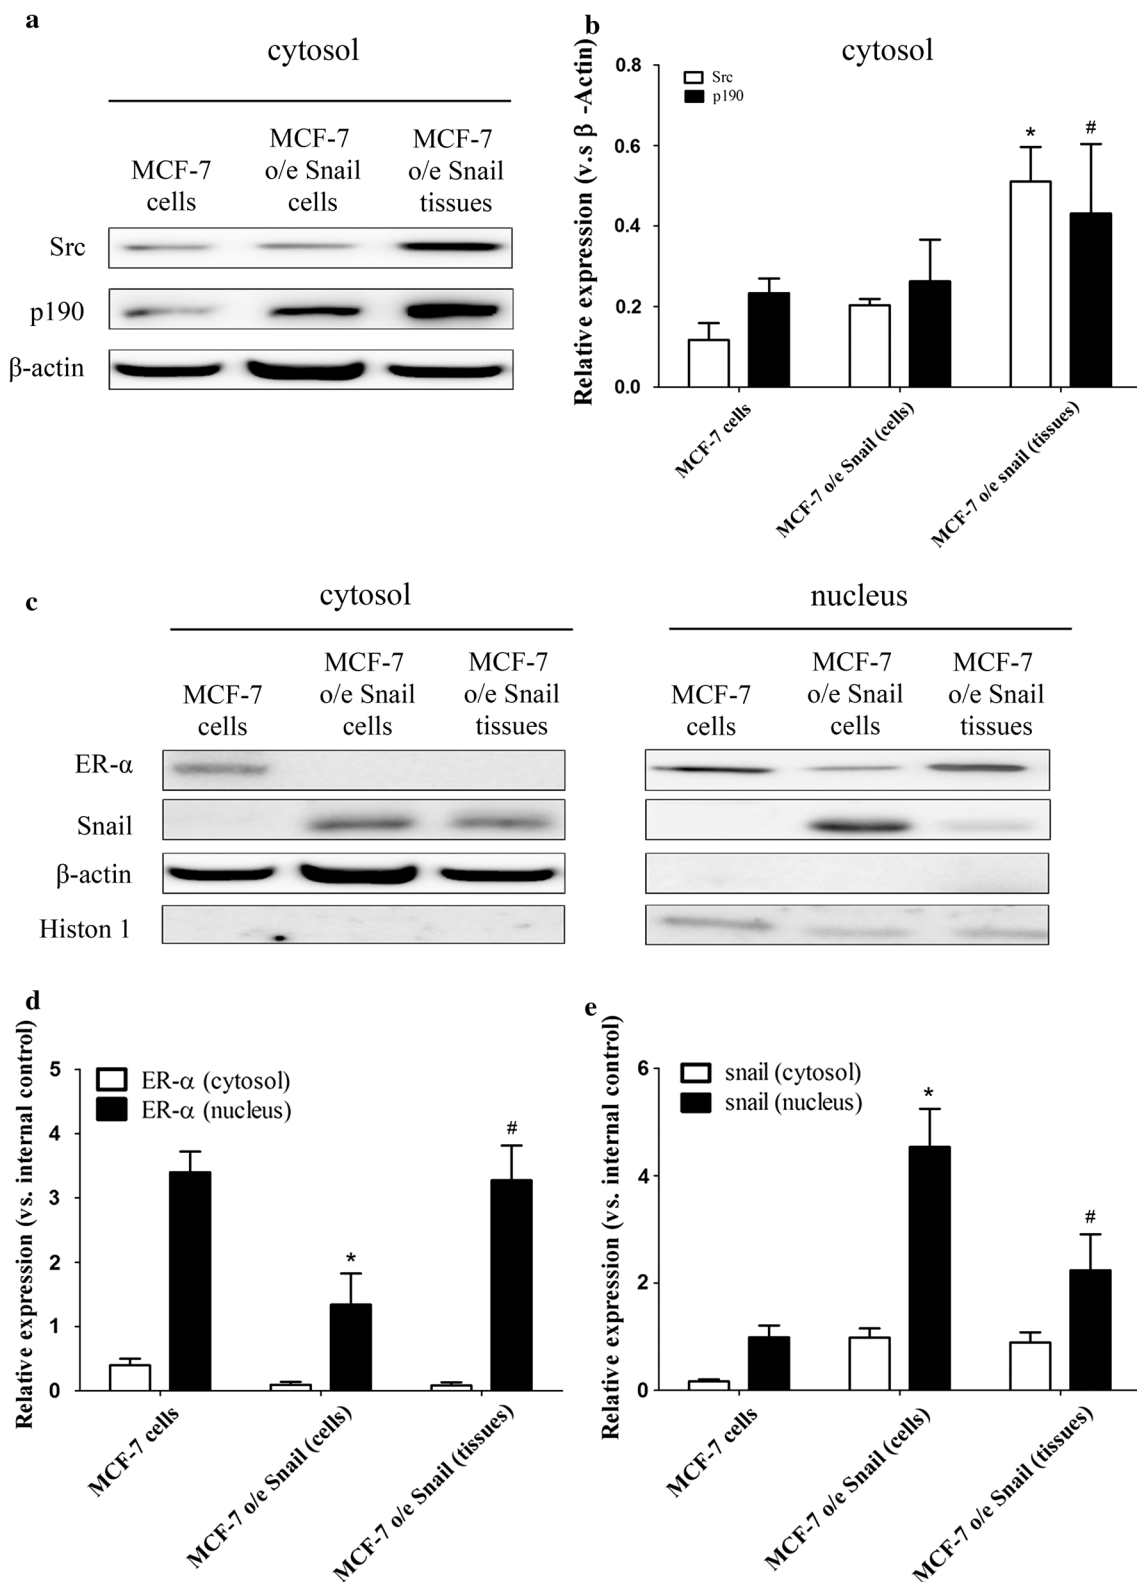 a
cytosol
MCF-7
cells
MCF-7
o/e Snail
cells
MCF-7
o/e Snail
tissues
Src
p190
β-actin
b
cytosol
Relative expression (v.s β -Actin)
0.8
0.6
0.4
0.2
0.0
Src
p190
*
#
MCF-7 cells
MCF-7 o/e Snail (cells)
MCF-7 o/e snail (tissues)
c
cytosol
MCF-7
cells
MCF-7
o/e Snail
cells
MCF-7
o/e Snail
tissues
nucleus
MCF-7
cells
MCF-7
o/e Snail
cells
MCF-7
o/e Snail
tissues
ER-α
Snail
β-actin
Histon 1
d
Relative expression (vs. internal control)
5
4
3
2
1
0
ER-α (cytosol)
ER-α (nucleus)
*
#
MCF-7 cells
MCF-7 o/e Snail (cells)
MCF-7 o/e Snail (tissues)
e
Relative expression (vs. internal control)
6
4
2
0
snail (cytosol)
snail (nucleus)
*
#
MCF-7 cells
MCF-7 o/e Snail (cells)
MCF-7 o/e Snail (tissues)